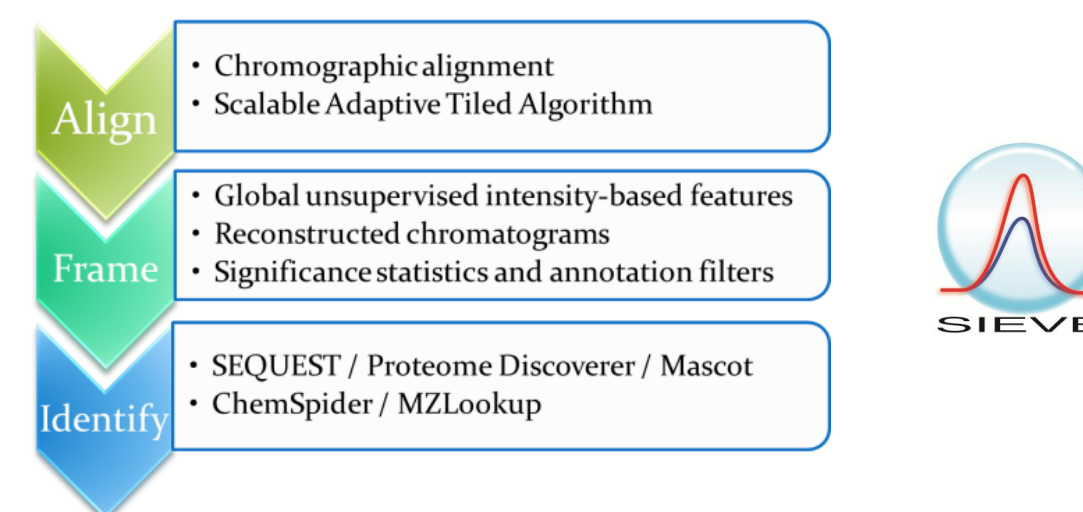 Align
• Chromographic alignment
• Scalable Adaptive Tiled Algorithm
Frame
• Global unsupervised intensity-based features
• Reconstructed chromatograms
• Significance statistics and annotation filters
Identify
• SEQUEST / Proteome Discoverer / Mascot
• ChemSpider / MZLookup
SIEVE